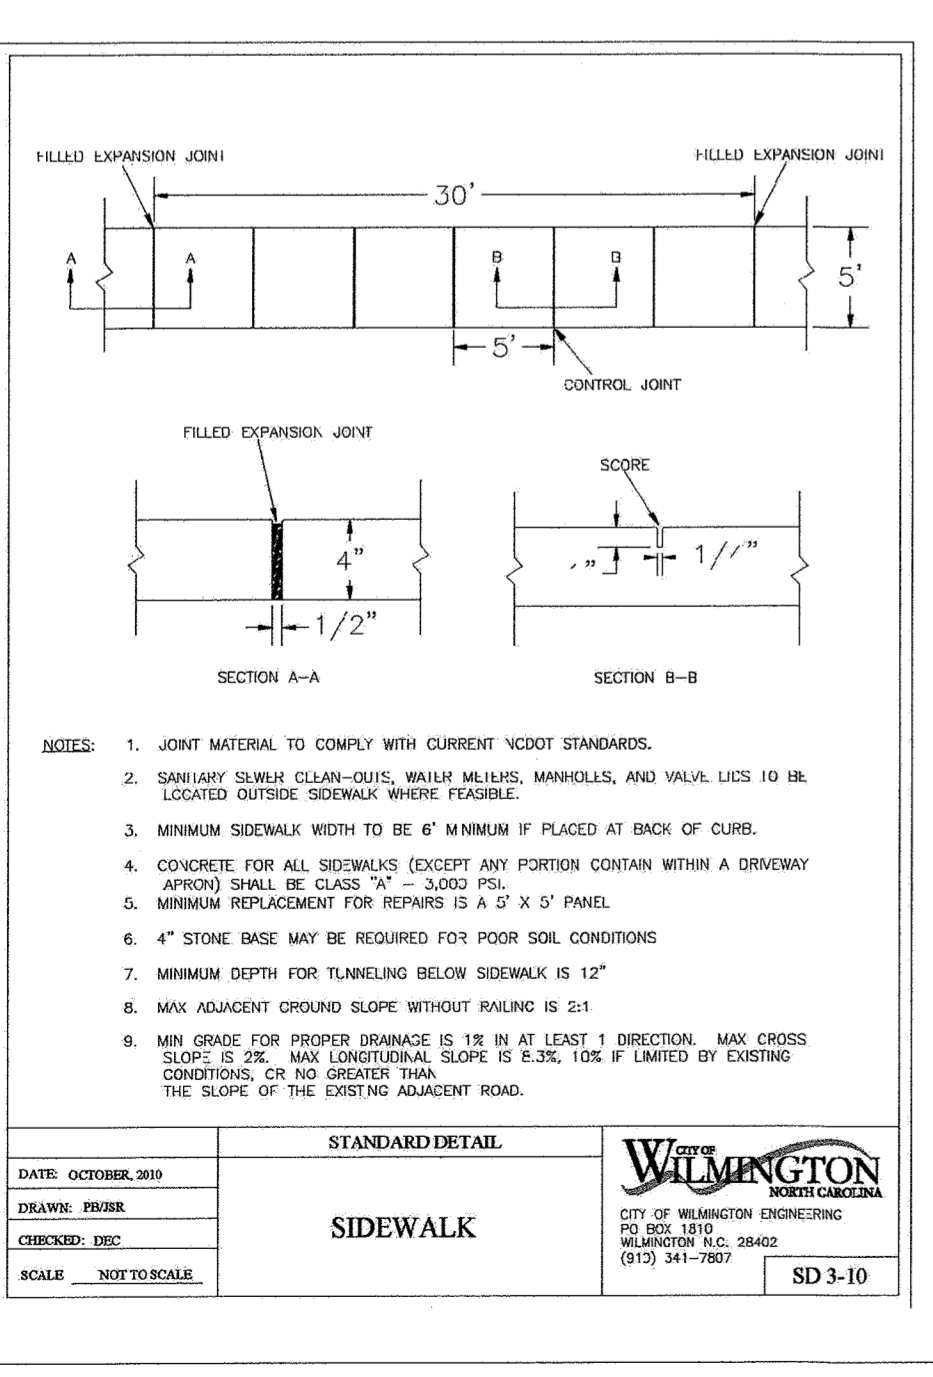 FILLED EXPANSION JOINT
FILLED EXPANSION JOINT
30'
A
A
B
B
5'
5'
CONTROL JOINT
FILLED EXPANSION JOINT
SCORE
4"
1/2"
SECTION A-A
SECTION B-B
NOTES:
1. JOINT MATERIAL TO COMPLY WITH CURRENT NCDOT STANDARDS.
2. SANITARY SEWER CLEAN-OUTS, WATER METERS, MANHOLES, AND VALVE LIDS TO BE
LOCATED OUTSIDE SIDEWALK WHERE FEASIBLE.
3. MINIMUM SIDEWALK WIDTH TO BE 6' MINIMUM IF PLACED AT BACK OF CURB.
4. CONCRETE FOR ALL SIDEWALKS (EXCEPT ANY PORTION CONTAIN WITHIN A DRIVEWAY
APRON) SHALL BE CLASS "A" - 3,000 PSI.
5. MINIMUM REPLACEMENT FOR REPAIRS IS A 5' X 5' PANEL
6. 4" STONE BASE MAY BE REQUIRED FOR POOR SOIL CONDITIONS
7. MINIMUM DEPTH FOR TUNNELING BELOW SIDEWALK IS 12"
8. MAX ADJACENT GROUND SLOPE WITHOUT RAILING IS 2:1
9. MIN GRADE FOR PROPER DRAINAGE IS 1% IN AT LEAST 1 DIRECTION. MAX CROSS
SLOPE IS 2%. MAX LONGITUDINAL SLOPE IS 8.3%, 10% IF LIMITED BY EXISTING
CONDITIONS, OR NO GREATER THAN
THE SLOPE OF THE EXISTING ADJACENT ROAD.
STANDARD DETAIL
SIDEWALK
DATE: OCTOBER, 2010
DRAWN: PB/JSR
CHECKED: DEC
SCALE NOT TO SCALE
CITY OF
WILMINGTON
NORTH CAROLINA
CITY OF WILMINGTON ENGINEERING
PO BOX 1810
WILMINGTON N.C. 28402
(910) 341-7807
SD 3-10